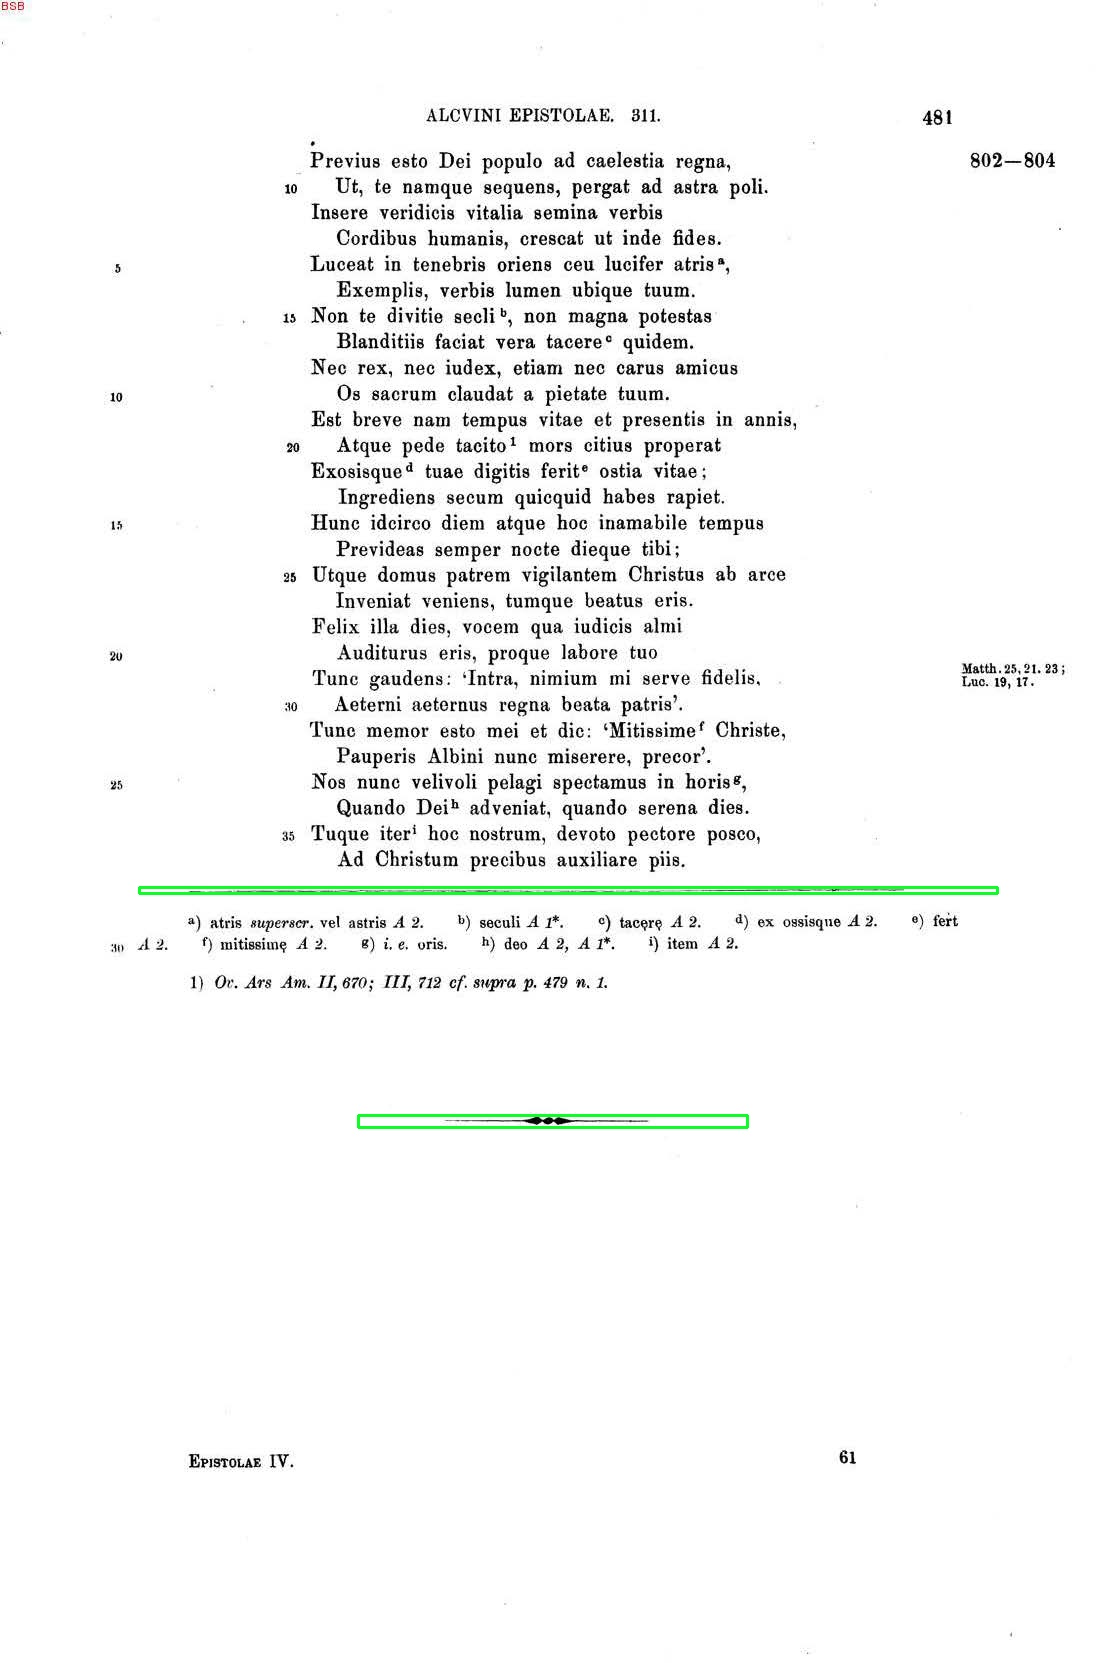 BSB
ALCVINI EPISTOLAE. 311. 481
Previus esto Dei populo ad caelestia regna, 802—804
10 Ut, te namque sequens, pergat ad astra poli.
Insere veridicis vitalia semina verbis
Cordibus humanis, crescat ut inde fides.
5 Luceat in tenebris oriens ceu lucifer atris a,
Exemplis, verbis lumen ubique tuum.
15 Non te divitie secli b, non magna potestas
Blanditiis faciat vera tacere c quidem.
Nec rex, nec iudex, etiam nec carus amicus
10 Os sacrum claudat a pietate tuum.
Est breve nam tempus vitae et presentis in annis,
20 Atque pede tacito 1 mors citius properat
Exosisque d tuae digitis ferit e ostia vitae;
Ingrediens secum quicquid habes rapiet.
15 Hunc idcirco diem atque hoc inamabile tempus
Prevideas semper nocte dieque tibi;
25 Utque domus patrem vigilantem Christus ab arce
Inveniat veniens, tumque beatus eris.
Felix illa dies, vocem qua iudicis almi
20 Auditurus eris, proque labore tuo
Tunc gaudens: ‘Intra, nimium mi serve fidelis, Matth. 25, 21. 23;
Luc. 19, 17.
30 Aeterni aeternus regna beata patris’.
Tunc memor esto mei et dic: ‘Mitissime f Christe,
Pauperis Albini nunc miserere, precor’.
25 Nos nunc velivoli pelagi spectamus in horis g,
Quando Dei h adveniat, quando serena dies.
35 Tuque iter i hoc nostrum, devoto pectore posco,
Ad Christum precibus auxiliare piis.
a) atris superscr. vel astris A 2. b) seculi A 1*. c) tacęrę A 2. d) ex ossisque A 2. e) fert
30 A 2. f) mitissimę A 2. g) i. e. oris. h) deo A 2, A 1*. i) item A 2.
1) Ov. Ars Am. II, 670; III, 712 cf. supra p. 479 n. 1.
EPISTOLAE IV. 61